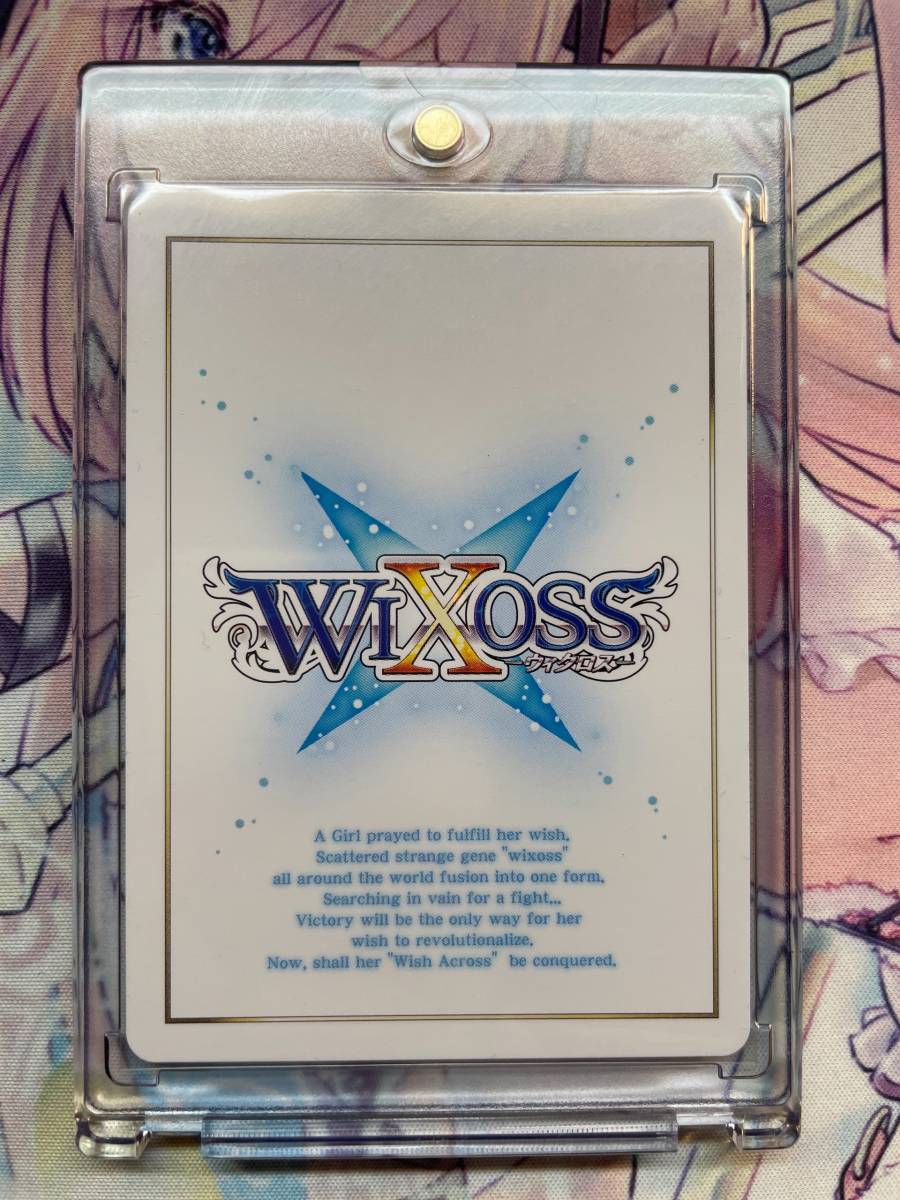 WIXOSS
ウィクロス
A Girl prayed to fulfill her wish.
Scattered strange gene "wixoss"
all around the world fusion into one form.
Searching in vain for a fight...
Victory will be the only way for her
wish to revolutionalize.
Now, shall her "Wish Across" be conquered.